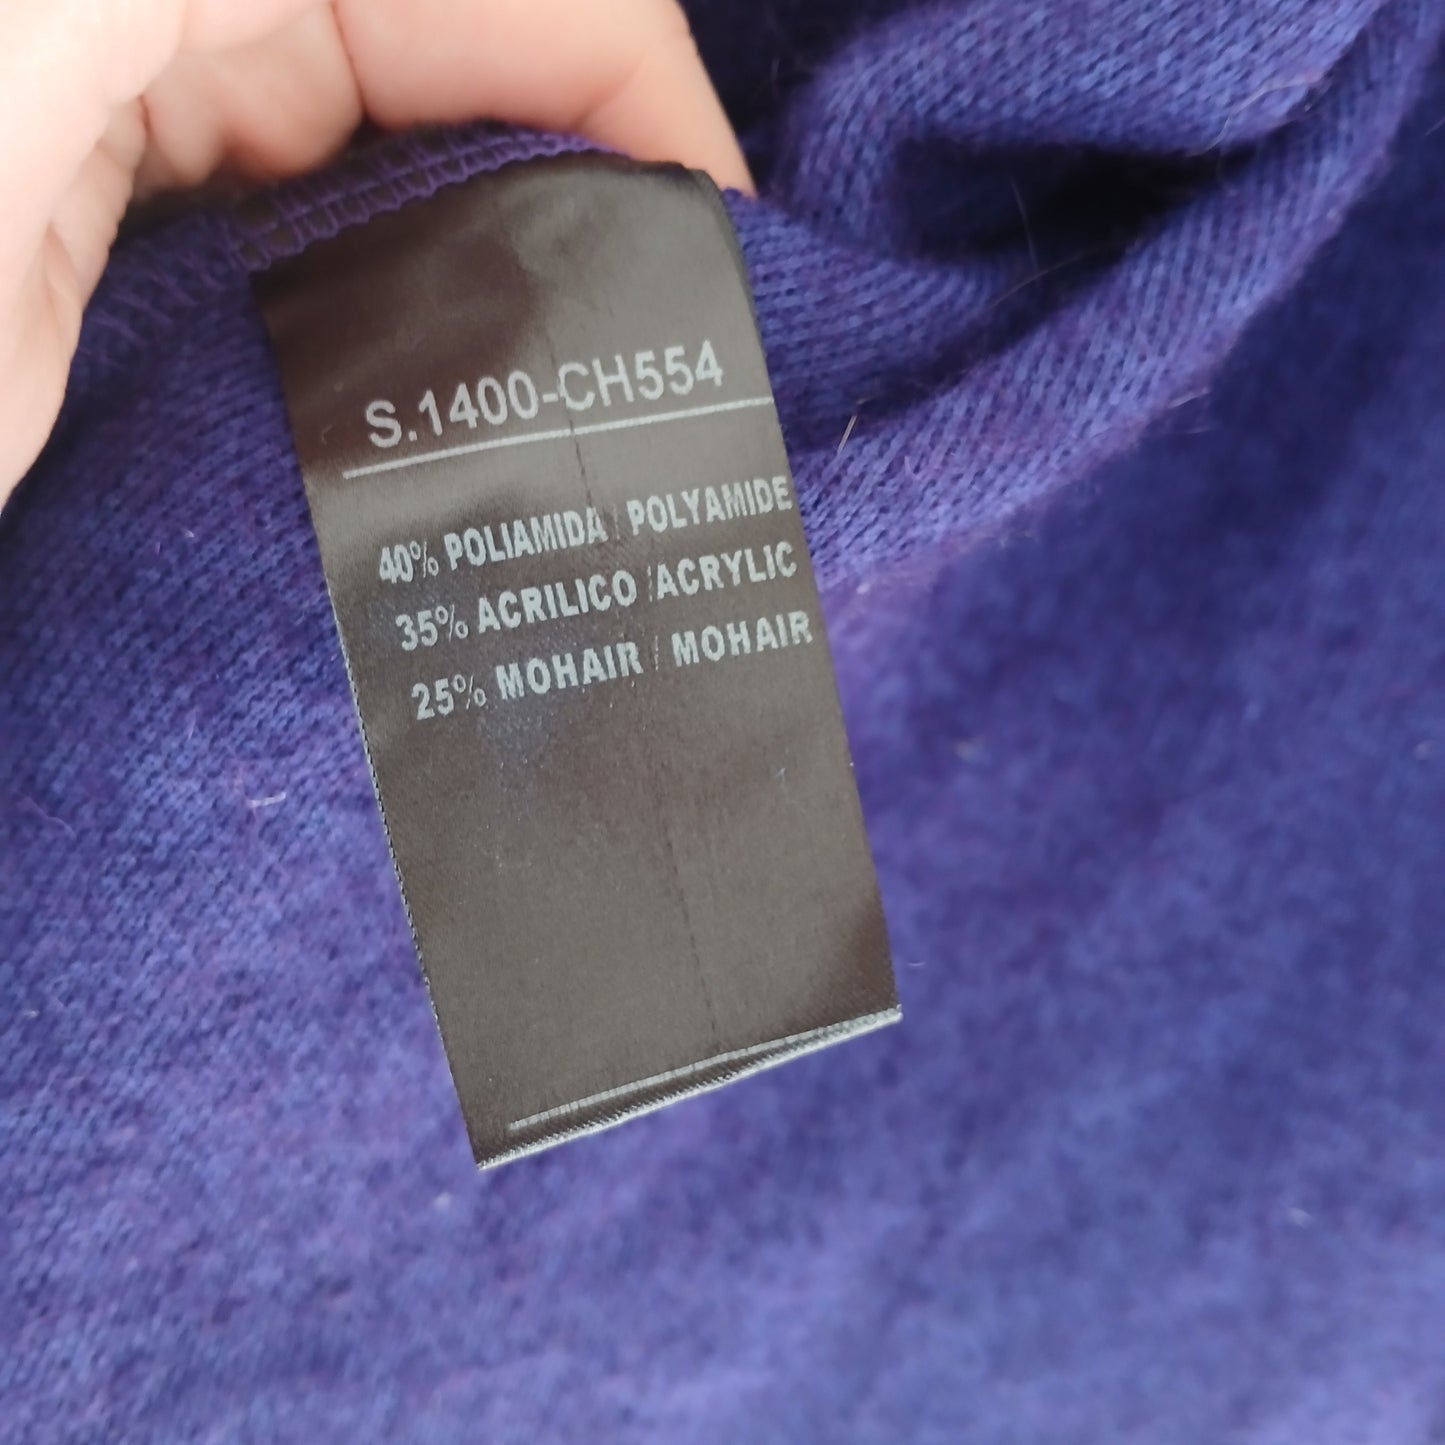 S.1400-CH554
40% POLIAMIDA / POLYAMIDE
35% ACRILICO / ACRYLIC
25% MOHAIR / MOHAIR